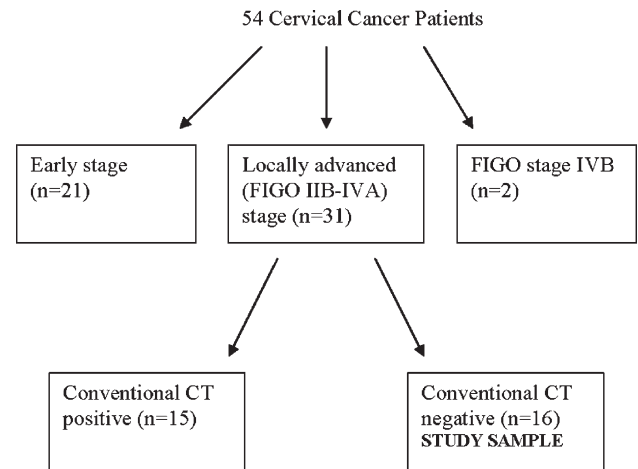 54 Cervical Cancer Patients
Early stage
(n=21)
Locally advanced
(FIGO IIB-IVA)
stage (n=31)
FIGO stage IVB
(n=2)
Conventional CT
positive (n=15)
Conventional CT
negative (n=16)
STUDY SAMPLE